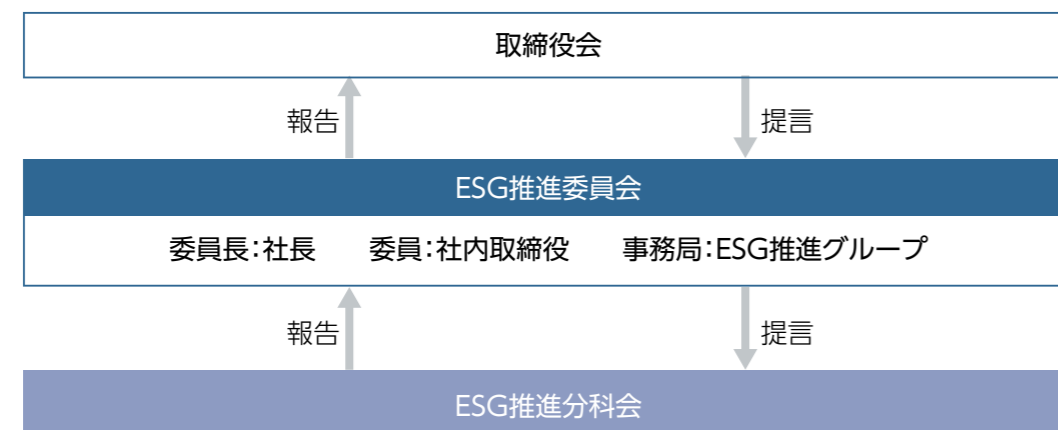 取締役会
報告
提言
ESG推進委員会
委員長：社長　委員：社内取締役　事務局：ESG推進グループ
報告
提言
ESG推進分科会